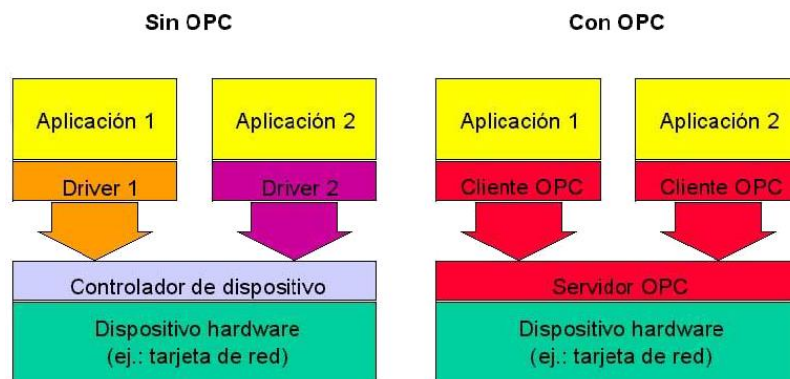 Sin OPC
Con OPC
Aplicación 1
Aplicación 2
Aplicación 1
Aplicación 2
Driver 1
Driver 2
Cliente OPC
Cliente OPC
Controlador de dispositivo
Servidor OPC
Dispositivo hardware
(ej.: tarjeta de red)
Dispositivo hardware
(ej.: tarjeta de red)